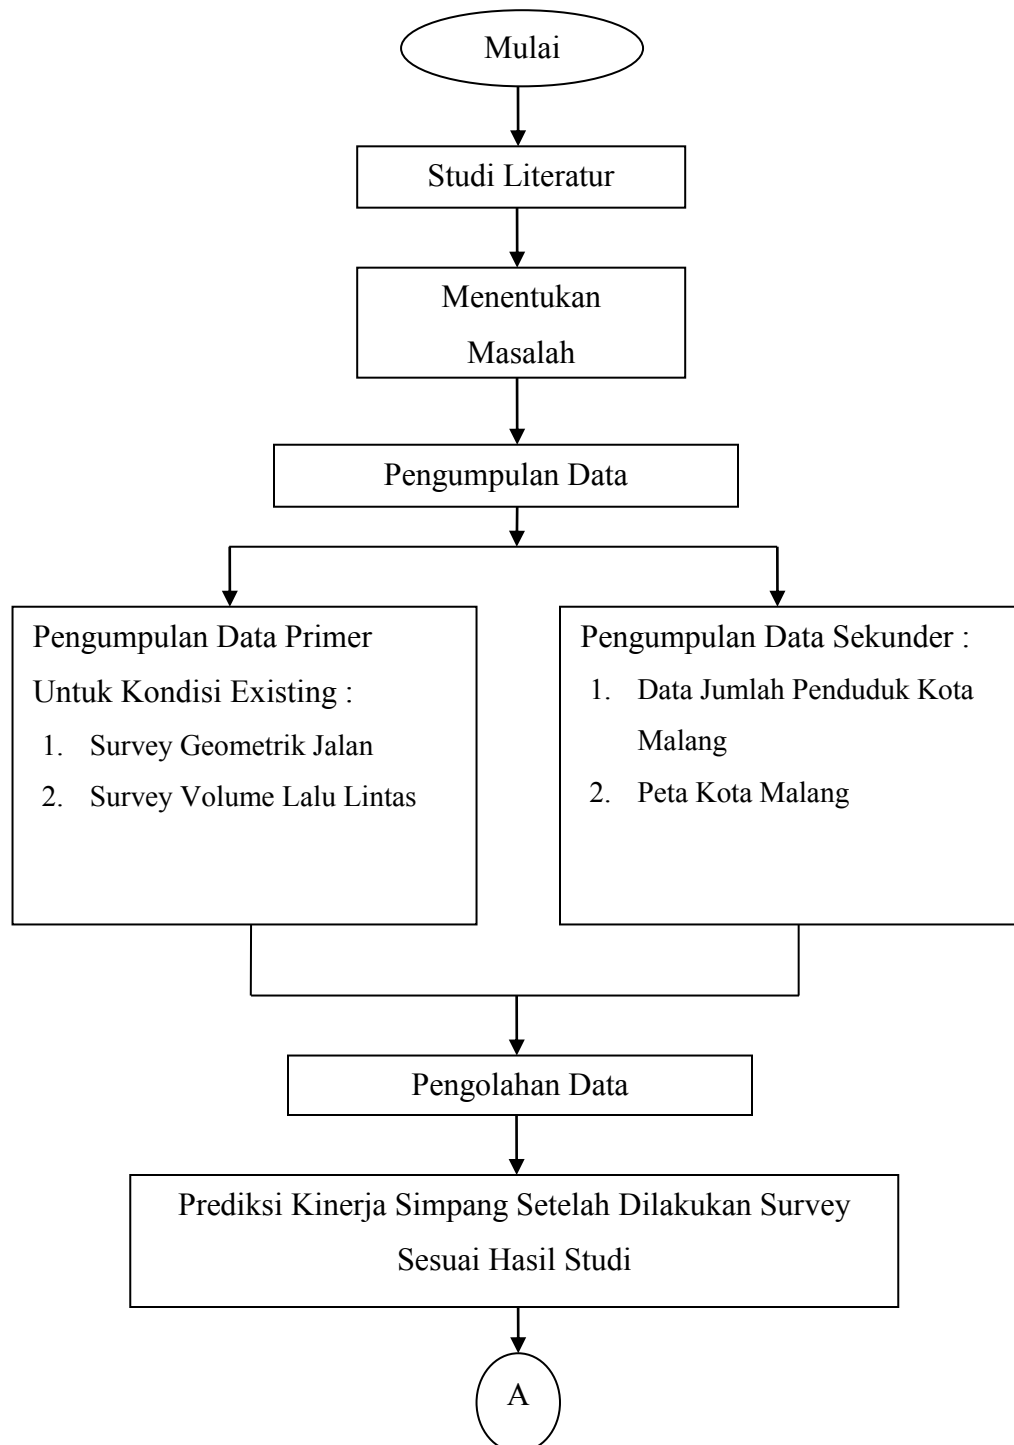 Mulai
Studi Literatur
Menentukan
Masalah
Pengumpulan Data
Pengumpulan Data Primer
Untuk Kondisi Existing :
1. Survey Geometrik Jalan
2. Survey Volume Lalu Lintas
Pengumpulan Data Sekunder :
1. Data Jumlah Penduduk Kota
Malang
2. Peta Kota Malang
Pengolahan Data
Prediksi Kinerja Simpang Setelah Dilakukan Survey
Sesuai Hasil Studi
A